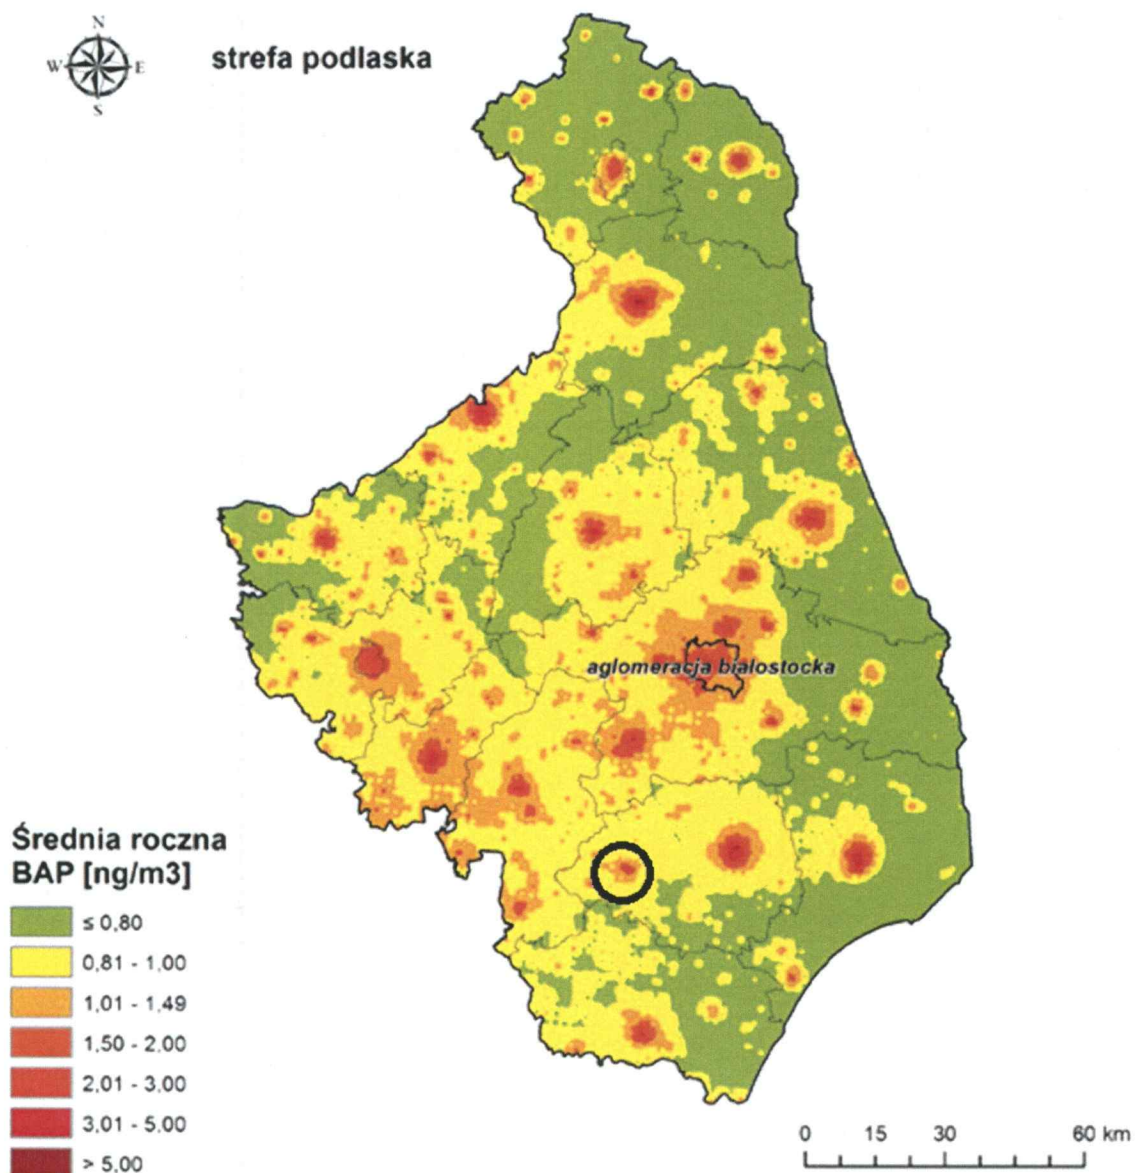 N
W E
S
strefa podlaska
aglomeracja białostocka
Średnia roczna
BAP [ng/m3]
≤ 0,80
0,81 - 1,00
1,01 - 1,49
1,50 - 2,00
2,01 - 3,00
3,01 - 5,00
> 5,00
0 15 30 60 km